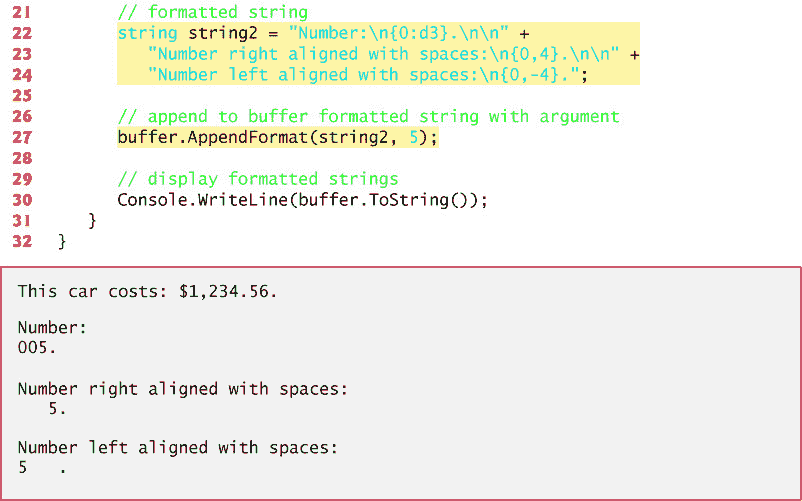 21 // formatted string
22 string string2 = "Number:\n{0:d3}.\n\n" +
23 "Number right aligned with spaces:\n{0,4}.\n\n" +
24 "Number left aligned with spaces:\n{0,-4}.";
25
26 // append to buffer formatted string with argument
27 buffer.AppendFormat(string2, 5);
28
29 // display formatted strings
30 Console.WriteLine(buffer.ToString());
31 }
32 }
This car costs: $1,234.56.
Number:
005.
Number right aligned with spaces:
   5.
Number left aligned with spaces:
5   .